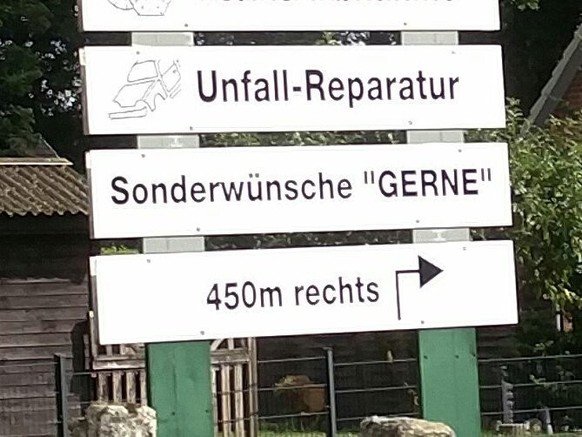 Unfall-Reparatur
Sonderwünsche "GERNE"
450m rechts